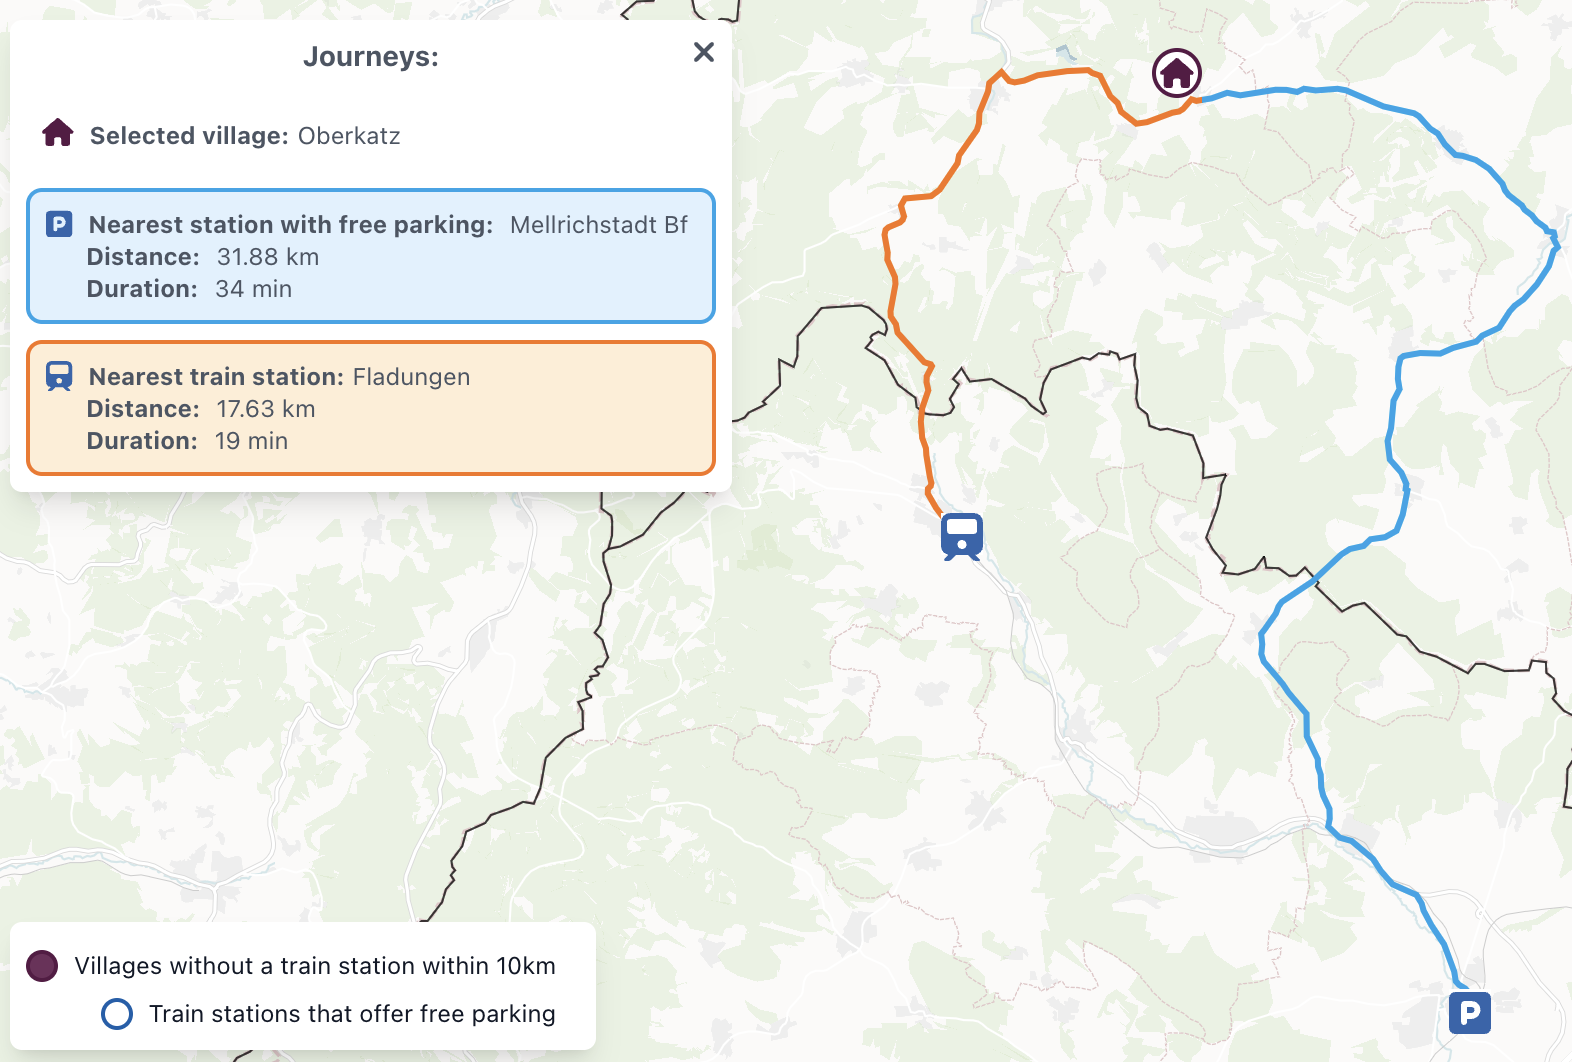 Journeys:
Selected village: Oberkatz
P Nearest station with free parking: Mellrichstadt Bf
Distance: 31.88 km
Duration: 34 min
Nearest train station: Fladungen
Distance: 17.63 km
Duration: 19 min
Villages without a train station within 10km
Train stations that offer free parking
P